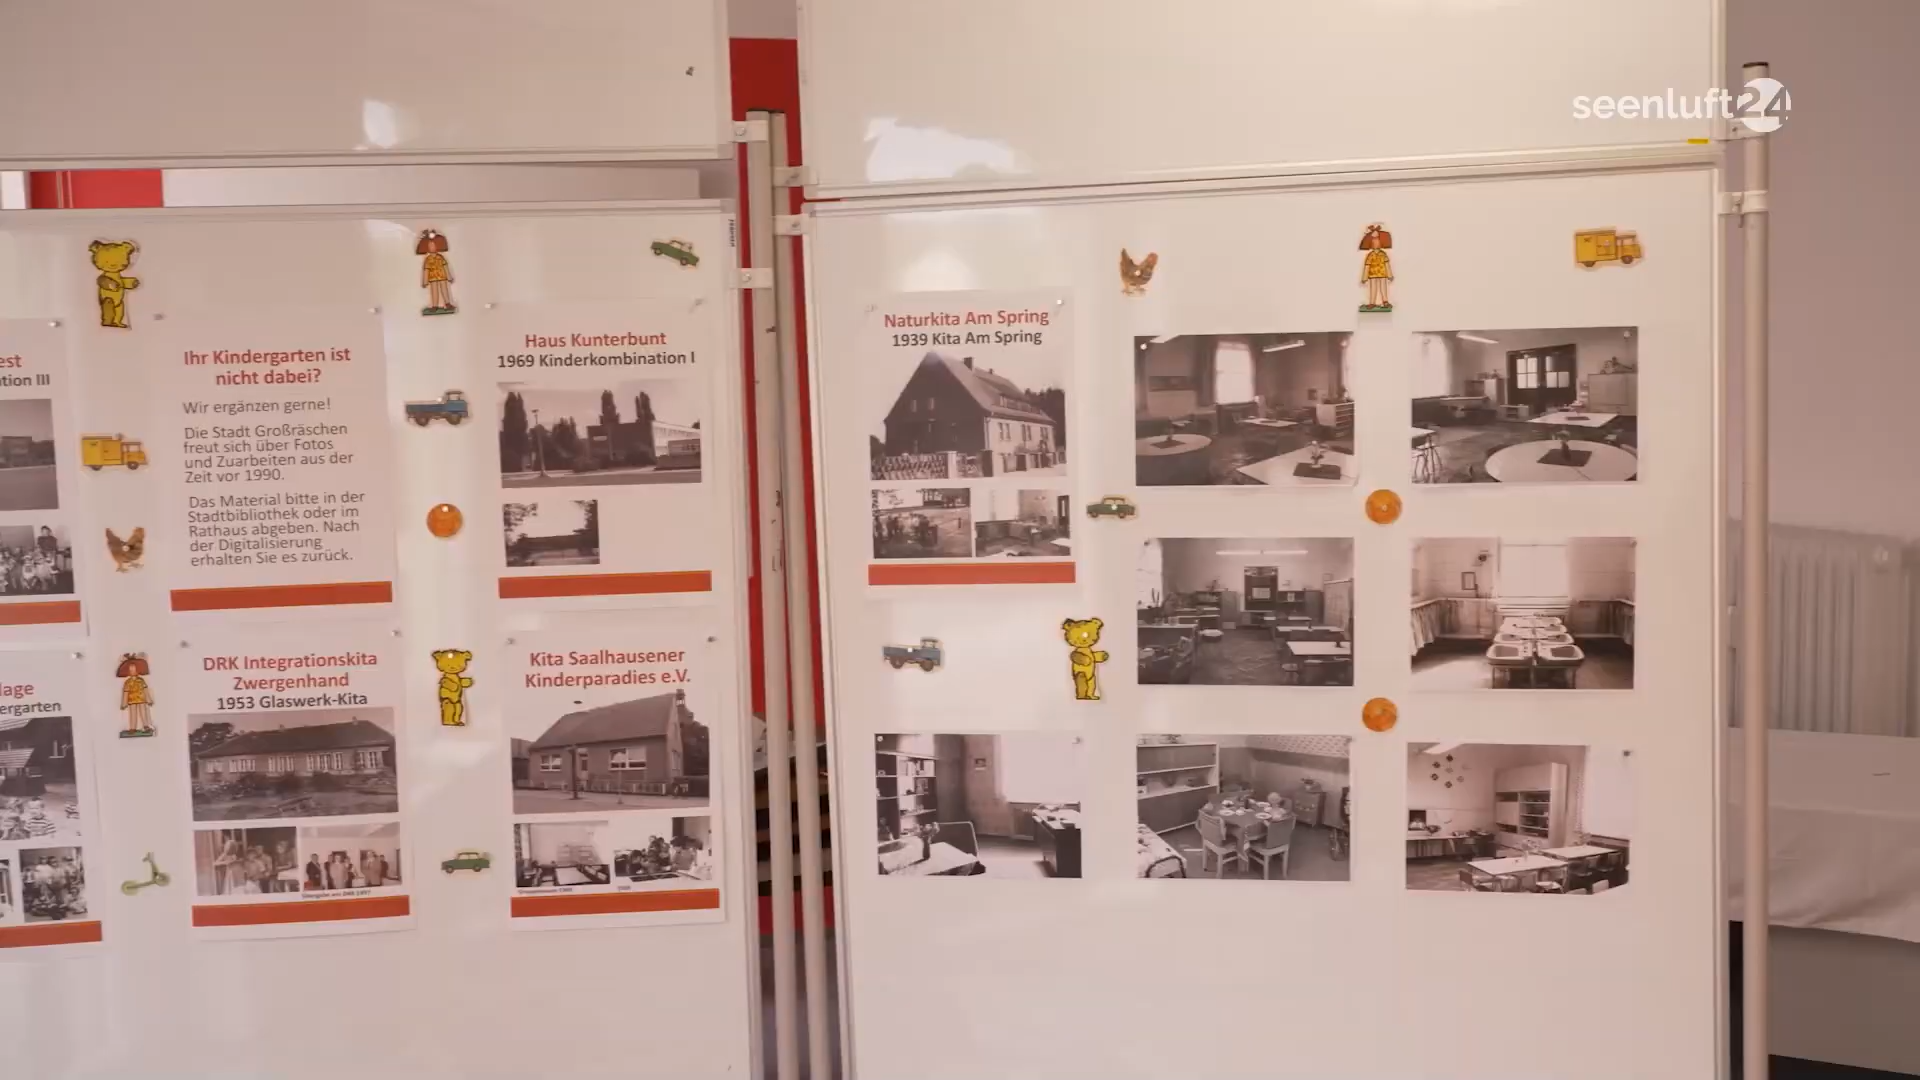 seenluft24
est
tion III
Ihr Kindergarten ist
nicht dabei?
Wir ergänzen gerne!
Die Stadt Großräschen
freut sich über Fotos
und Zuarbeiten aus der
Zeit vor 1990.
Das Material bitte in der
Stadtbibliothek oder im
Rathaus abgeben. Nach
der Digitalisierung
erhalten Sie es zurück.
Haus Kunterbunt
1969 Kinderkombination I
lage
ergarten
DRK Integrationskita
Zwergenhand
1953 Glaswerk-Kita
Kita Saalhausener
Kinderparadies e.V.
Naturkita Am Spring
1939 Kita Am Spring